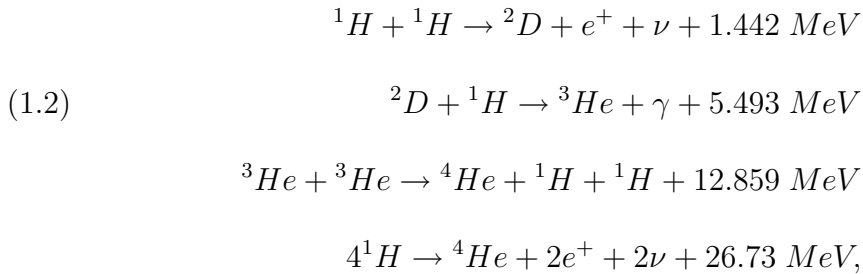 ¹H + ¹H → ²D + e⁺ + ν + 1.442 MeV
(1.2) ²D + ¹H → ³He + γ + 5.493 MeV
³He + ³He → ⁴He + ¹H + ¹H + 12.859 MeV
4¹H → ⁴He + 2e⁺ + 2ν + 26.73 MeV,